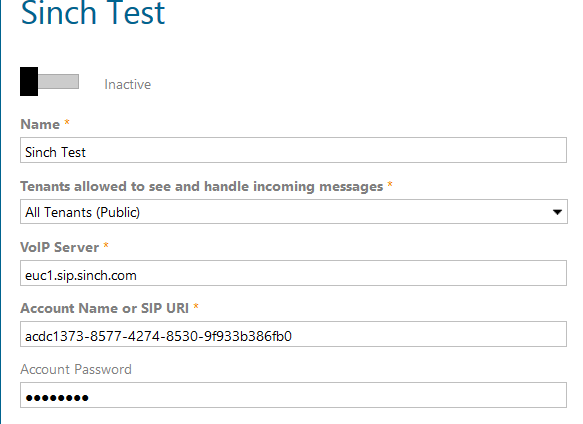 Sinch Test
Inactive
Name *
Sinch Test
Tenants allowed to see and handle incoming messages *
All Tenants (Public)
VoIP Server *
euc1.sip.sinch.com
Account Name or SIP URI *
acdc1373-8577-4274-8530-9f933b386fb0
Account Password
●●●●●●●●